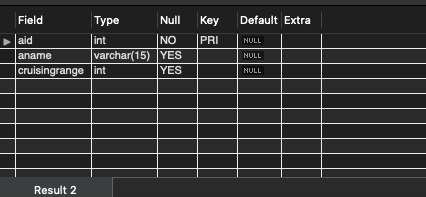 Field Type Null Key Default Extra
aid int NO PRI NULL
aname varchar(15) YES NULL
cruisingrange int YES NULL
Result 2